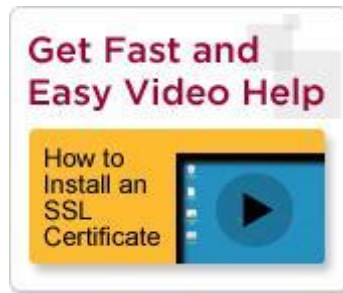 Get Fast and
Easy Video Help
How to
Install an
SSL
Certificate